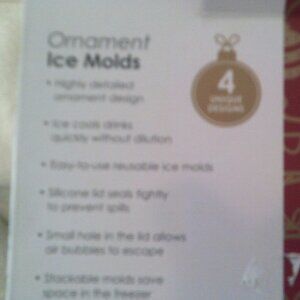 Ornament
Ice Molds
4
UNIQUE
DESIGNS
• Highly detailed
ornament design
• Ice cools drinks
quickly without dilution
• Easy-to-use reusable ice molds
• Silicone lid seals tightly
to prevent spills
• Small hole in the lid allows
air bubbles to escape
• Stackable molds save
space in the freezer